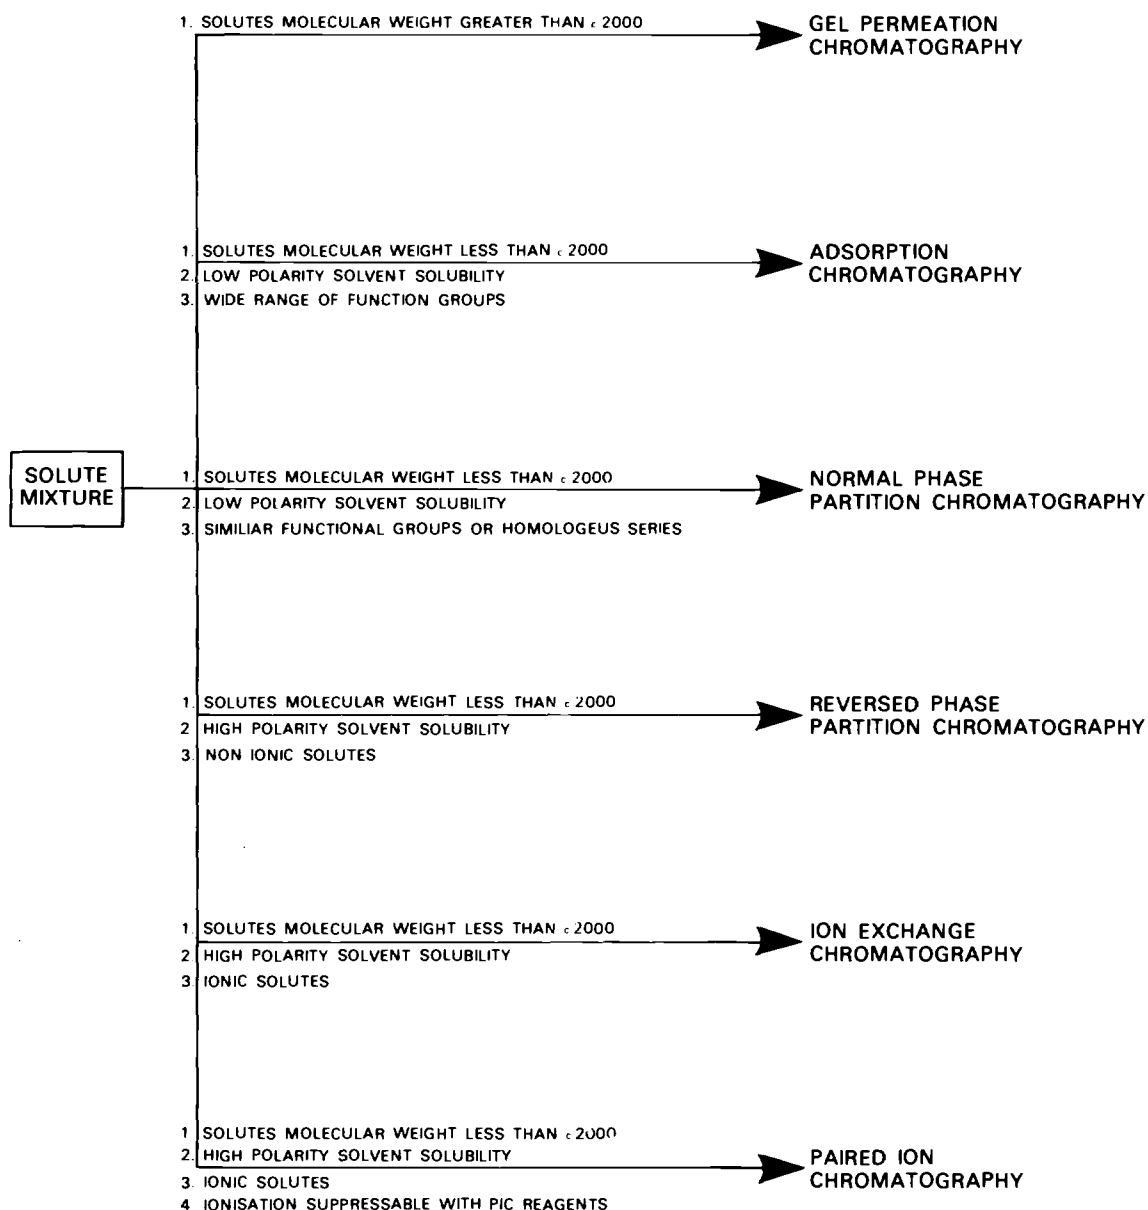 1. SOLUTES MOLECULAR WEIGHT GREATER THAN c 2000
GEL PERMEATION
CHROMATOGRAPHY
1. SOLUTES MOLECULAR WEIGHT LESS THAN c 2000
2. LOW POLARITY SOLVENT SOLUBILITY
3. WIDE RANGE OF FUNCTION GROUPS
ADSORPTION
CHROMATOGRAPHY
SOLUTE
MIXTURE
1. SOLUTES MOLECULAR WEIGHT LESS THAN c 2000
2. LOW POLARITY SOLVENT SOLUBILITY
3. SIMILIAR FUNCTIONAL GROUPS OR HOMOLOGEUS SERIES
NORMAL PHASE
PARTITION CHROMATOGRAPHY
1. SOLUTES MOLECULAR WEIGHT LESS THAN c 2000
2 HIGH POLARITY SOLVENT SOLUBILITY
3. NON IONIC SOLUTES
REVERSED PHASE
PARTITION CHROMATOGRAPHY
1. SOLUTES MOLECULAR WEIGHT LESS THAN c 2000
2. HIGH POLARITY SOLVENT SOLUBILITY
3. IONIC SOLUTES
ION EXCHANGE
CHROMATOGRAPHY
1 SOLUTES MOLECULAR WEIGHT LESS THAN c 2000
2. HIGH POLARITY SOLVENT SOLUBILITY
3. IONIC SOLUTES
4 IONISATION SUPPRESSABLE WITH PIC REAGENTS
PAIRED ION
CHROMATOGRAPHY